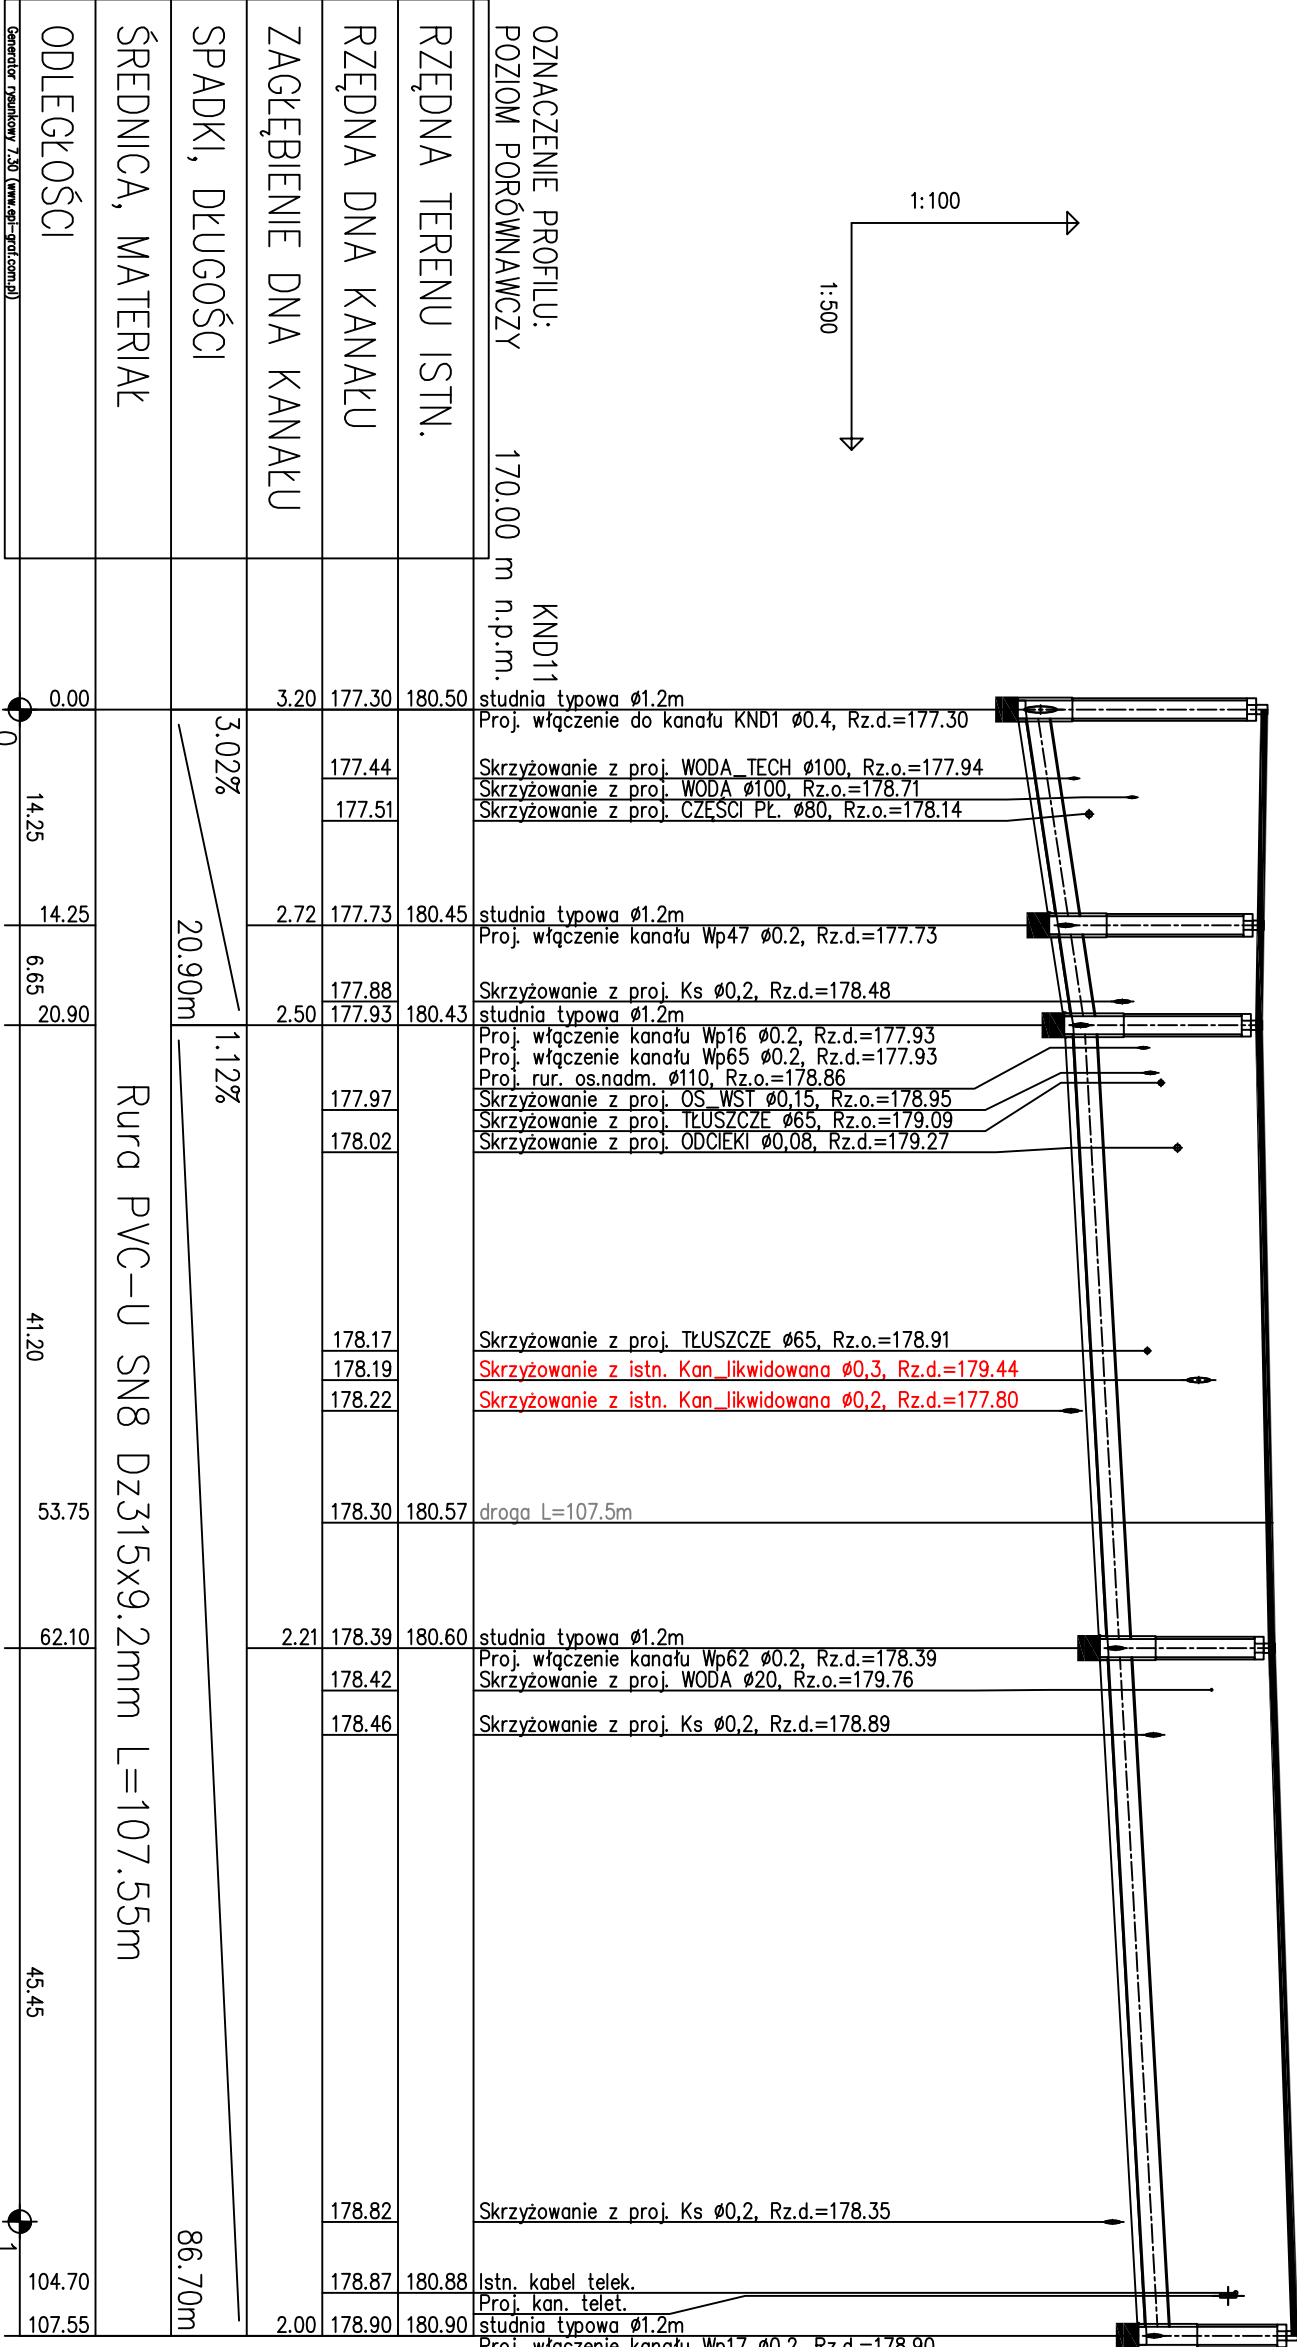 1:100
1:500
OZNACZENIE PROFILU: KND11
POZIOM PORÓWNAWCZY 170.00 m n.p.m.
RZĘDNA TERENU ISTN.
RZĘDNA DNA KANAŁU
ZAGŁĘBIENIE DNA KANAŁU
SPADKI, DŁUGOŚCI
ŚREDNICA, MATERIAŁ
ODLEGŁOŚCI
Generator rysunkowy 7.30 (www.epi-graf.com.pl)
0.00 3.20 177.30 180.50 studnia typowa ø1.2m
Proj. włączenie do kanału KND1 ø0.4, Rz.d.=177.30
0
3.02%
177.44 Skrzyżowanie z proj. WODA_TECH ø100, Rz.o.=177.94
Skrzyżowanie z proj. WODA ø100, Rz.o.=178.71
177.51 Skrzyżowanie z proj. CZĘŚCI PŁ. ø80, Rz.o.=178.14
14.25
14.25 2.72 177.73 180.45 studnia typowa ø1.2m
Proj. włączenie kanału Wp47 ø0.2, Rz.d.=177.73
20.90m
6.65
177.88 Skrzyżowanie z proj. Ks ø0,2, Rz.d.=178.48
20.90 2.50 177.93 180.43 studnia typowa ø1.2m
Proj. włączenie kanału Wp16 ø0.2, Rz.d.=177.93
Proj. włączenie kanału Wp65 ø0.2, Rz.d.=177.93
1.12%
Proj. rur. os.nadm. ø110, Rz.o.=178.86
177.97 Skrzyżowanie z proj. OS_WST ø0,15, Rz.o.=178.95
Skrzyżowanie z proj. TŁUSZCZE ø65, Rz.o.=179.09
178.02 Skrzyżowanie z proj. ODCIEKI ø0,08, Rz.d.=179.27
Rura PVC-U SN8 Dz315x9.2mm L=107.55m
41.20
178.17 Skrzyżowanie z proj. TŁUSZCZE ø65, Rz.o.=178.91
178.19 Skrzyżowanie z istn. Kan_likwidowana ø0,3, Rz.d.=179.44
178.22 Skrzyżowanie z istn. Kan_likwidowana ø0,2, Rz.d.=177.80
53.75 178.30 180.57 droga L=107.5m
62.10 2.21 178.39 180.60 studnia typowa ø1.2m
Proj. włączenie kanału Wp62 ø0.2, Rz.d.=178.39
178.42 Skrzyżowanie z proj. WODA ø20, Rz.o.=179.76
178.46 Skrzyżowanie z proj. Ks ø0,2, Rz.d.=178.89
45.45
178.82 Skrzyżowanie z proj. Ks ø0,2, Rz.d.=178.35
1
86.70m
104.70 178.87 180.88 Istn. kabel telek.
Proj. kan. telet.
107.55 2.00 178.90 180.90 studnia typowa ø1.2m
Proj. włączenie kanału Wp17 ø0.2, Rz.d.=178.90